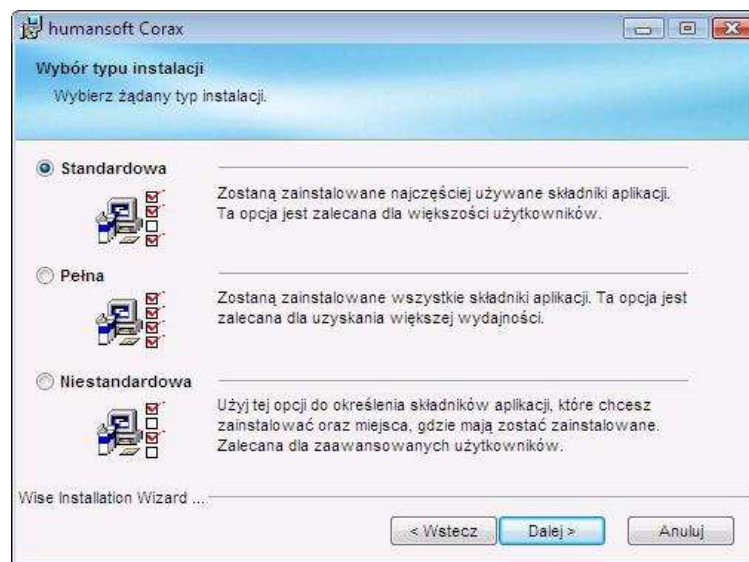 humansoft Corax
Wybór typu instalacji
Wybierz żądany typ instalacji.
Standardowa
Zostaną zainstalowane najczęściej używane składniki aplikacji.
Ta opcja jest zalecana dla większości użytkowników.
Pełna
Zostaną zainstalowane wszystkie składniki aplikacji. Ta opcja jest
zalecana dla uzyskania większej wydajności.
Niestandardowa
Użyj tej opcji do określenia składników aplikacji, które chcesz
zainstalować oraz miejsca, gdzie mają zostać zainstalowane.
Zalecana dla zaawansowanych użytkowników.
Wise Installation Wizard ...
< Wstecz
Dalej >
Anuluj